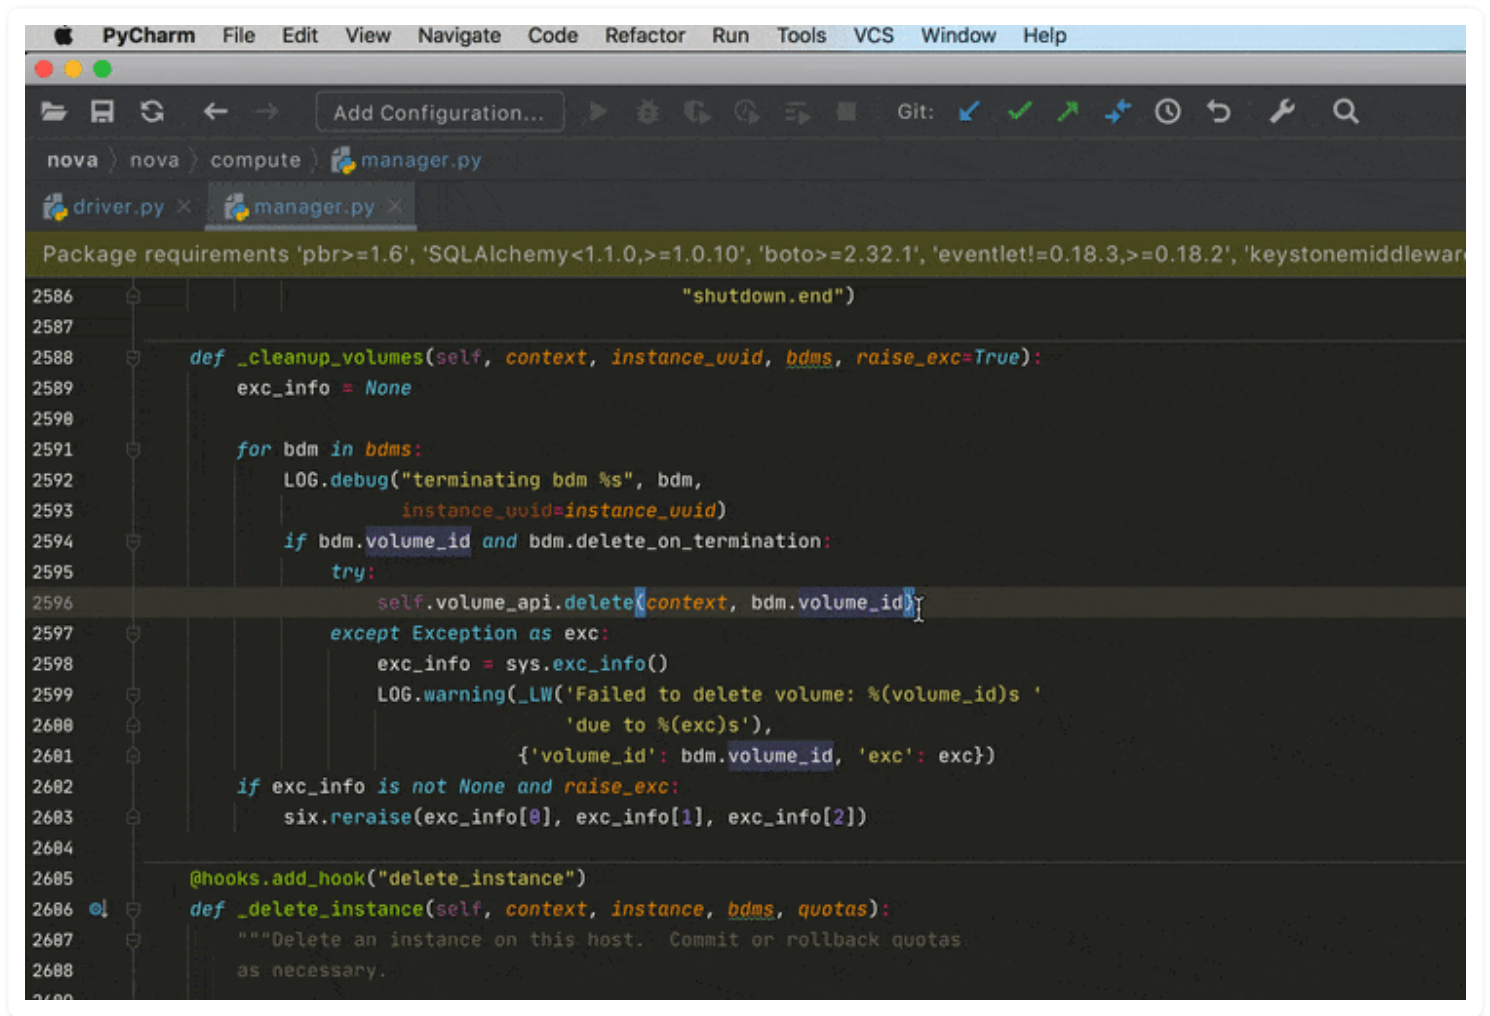 PyCharm File Edit View Navigate Code Refactor Run Tools VCS Window Help
Add Configuration... Git:
nova nova compute manager.py
driver.py manager.py
Package requirements 'pbr>=1.6', 'SQLAlchemy<1.1.0,>=1.0.10', 'boto>=2.32.1', 'eventlet!=0.18.3,>=0.18.2', 'keystonemiddleware
2586 "shutdown.end")
2587
2588 def _cleanup_volumes(self, context, instance_uuid, bdms, raise_exc=True):
2589 exc_info = None
2590
2591 for bdm in bdms:
2592 LOG.debug("terminating bdm %s", bdm,
2593 instance_uuid=instance_uuid)
2594 if bdm.volume_id and bdm.delete_on_termination:
2595 try:
2596 self.volume_api.delete(context, bdm.volume_id)
2597 except Exception as exc:
2598 exc_info = sys.exc_info()
2599 LOG.warning(_LW('Failed to delete volume: %(volume_id)s '
2600 'due to %(exc)s'),
2601 {'volume_id': bdm.volume_id, 'exc': exc})
2602 if exc_info is not None and raise_exc:
2603 six.reraise(exc_info[0], exc_info[1], exc_info[2])
2604
2605 @hooks.add_hook("delete_instance")
2606 def _delete_instance(self, context, instance, bdms, quotas):
2607 """Delete an instance on this host.  Commit or rollback quotas
2608 as necessary.